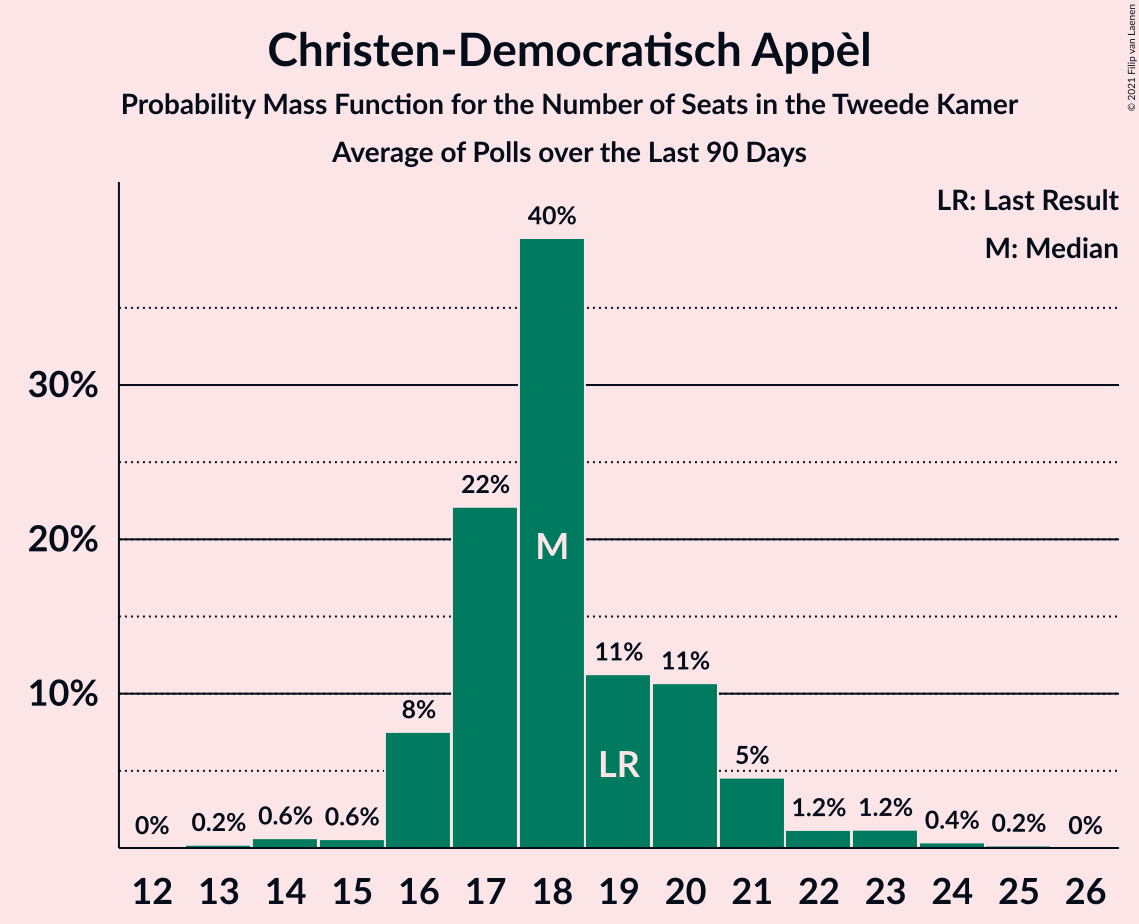 Christen-Democratisch Appèl
Probability Mass Function for the Number of Seats in the Tweede Kamer
Average of Polls over the Last 90 Days
© 2021 Filip van Laenen
LR: Last Result
M: Median
40%
30%
22%
20%
M
11%
11%
10%
8%
LR
5%
0%
0.2%
0.6%
0.6%
1.2%
1.2%
0.4%
0.2%
0%
12 13 14 15 16 17 18 19 20 21 22 23 24 25 26